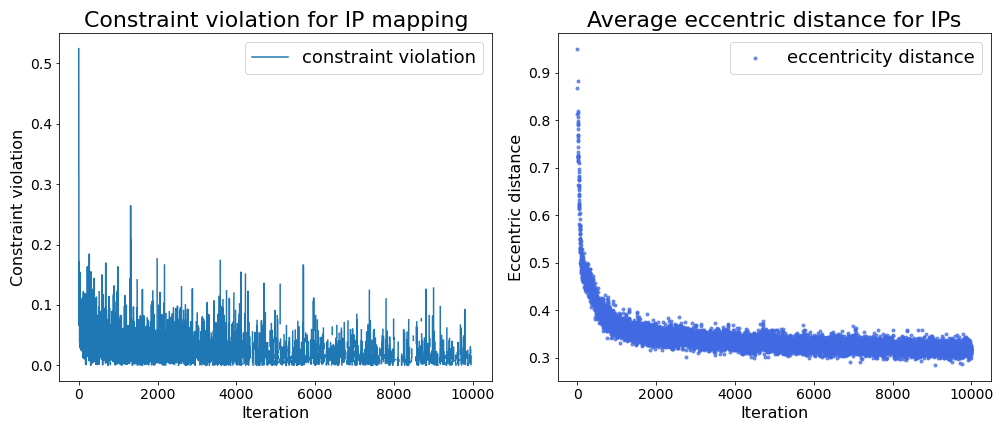 Constraint violation for IP mapping
constraint violation
0.5
0.4
0.3
0.2
0.1
0.0
Constraint violation
0 2000 4000 6000 8000 10000
Iteration
Average eccentric distance for IPs
eccentricity distance
0.9
0.8
0.7
0.6
0.5
0.4
0.3
Eccentric distance
0 2000 4000 6000 8000 10000
Iteration